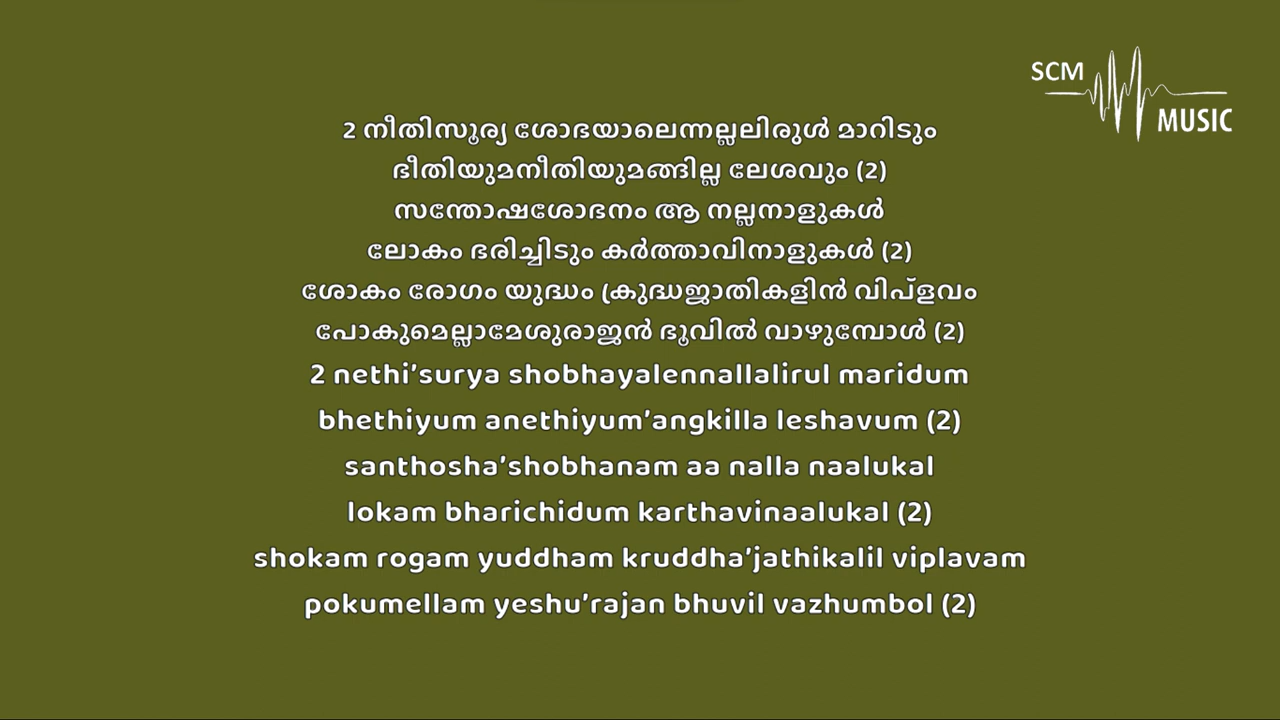 SCM
MUSIC
2 നീതിസൂര്യ ശോഭയാലെന്നല്ലലിരുൾ മാറിടും
ഭീതിയുമനീതിയുമങ്ങില്ല ലേശവും (2)
സന്തോഷശോഭനം ആ നല്ലനാളുകൾ
ലോകം ഭരിച്ചിടും കർത്താവിനാളുകൾ (2)
ശോകം രോഗം യുദ്ധം ക്രുദ്ധജാതികളിൻ വിപ്ളവം
പോകുമെല്ലാമേശുരാജൻ ഭൂവിൽ വാഴുമ്പോൾ (2)
2 nethi’surya shobhayalennallalirul maridum
bhethiyum anethiyum’angkilla leshavum (2)
santhosha’shobhanam aa nalla naalukal
lokam bharichidum karthavinaalukal (2)
shokam rogam yuddham kruddha’jathikalil viplavam
pokumellam yeshu’rajan bhuvil vazhumbol (2)